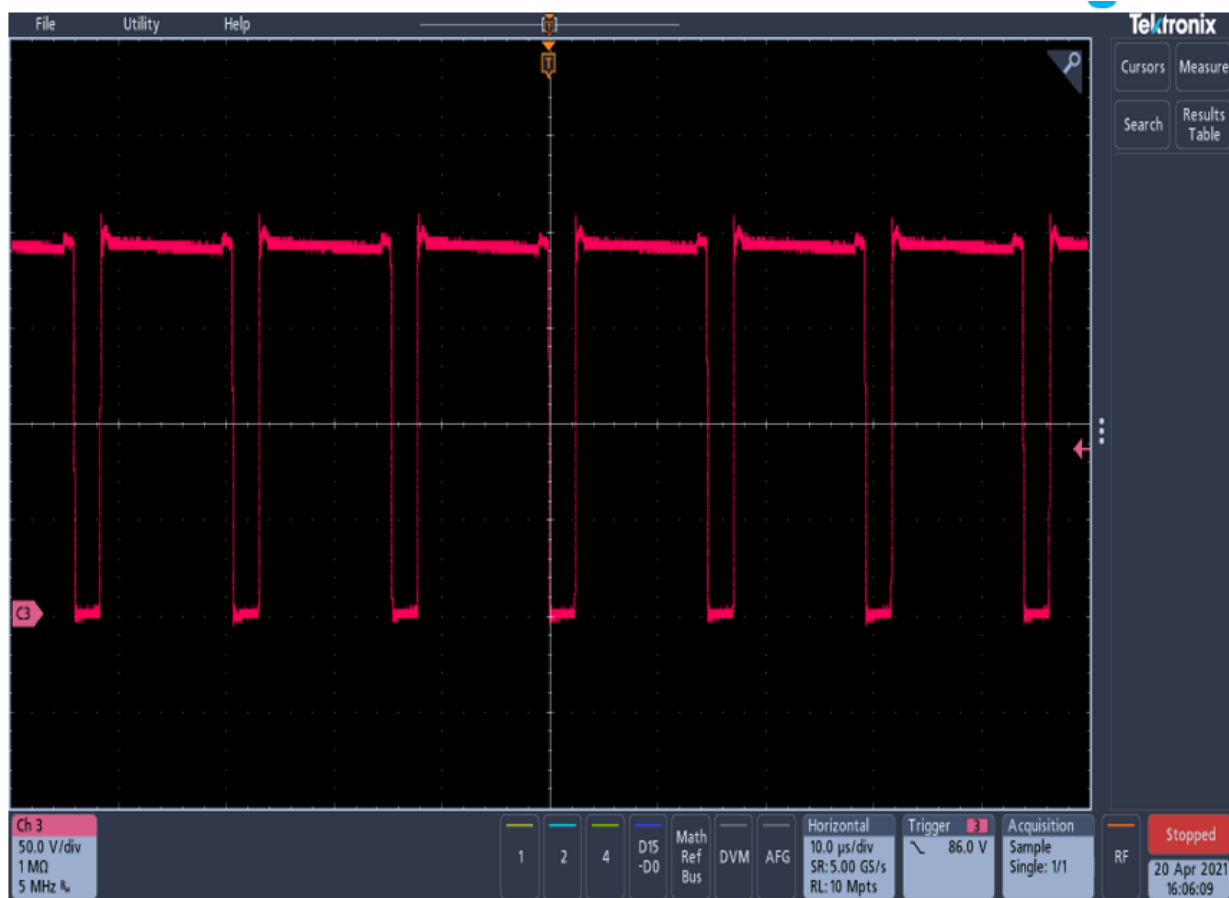 File Utility Help
Tektronix
T
T
Cursors Measure
Search Results
Table
C3
Ch 3
50.0 V/div
1 MΩ
5 MHz
1 2 4 D15
-D0 Math
Ref
Bus DVM AFG
Horizontal
10.0 µs/div
SR: 5.00 GS/s
RL: 10 Mpts
Trigger 3
86.0 V
Acquisition
Sample
Single: 1/1
RF
Stopped
20 Apr 2021
16:06:09